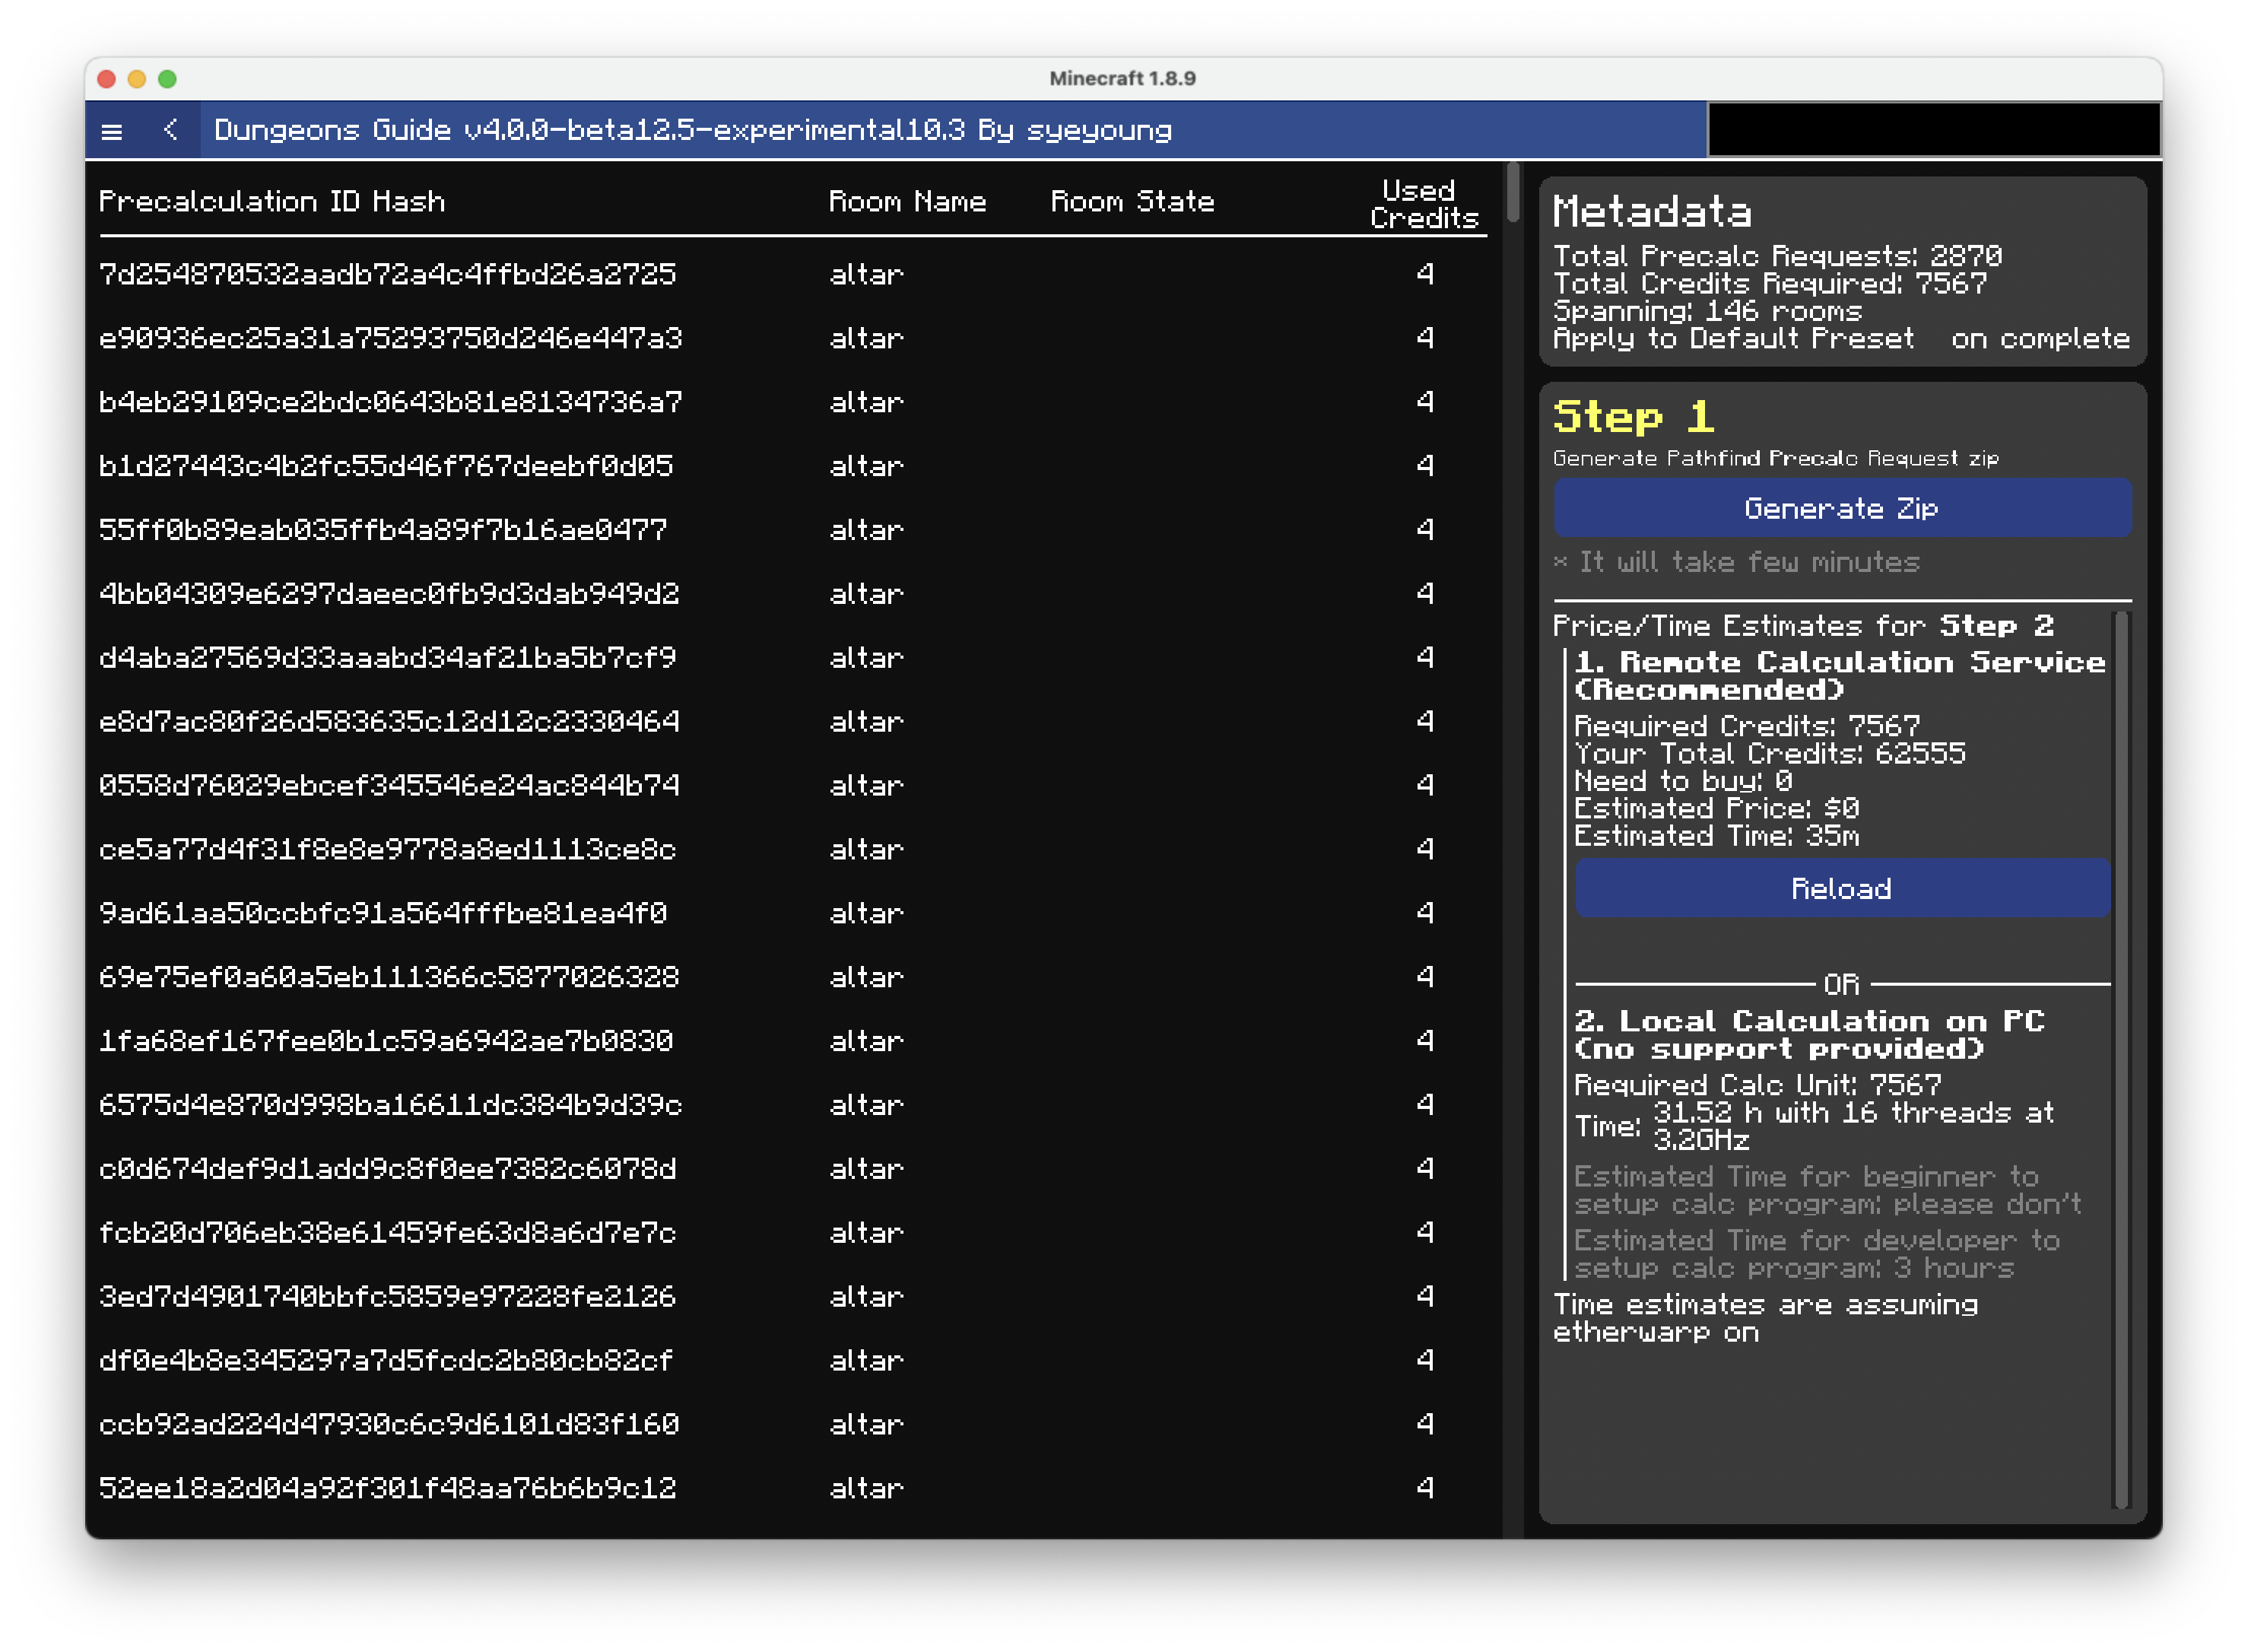 Minecraft 1.8.9
Dungeons Guide v4.0.0-beta12.5-experimental10.3 By syeyoung
Precalculation ID Hash Room Name Room State Used Credits
7d254870532aadb72a4c4ffbd26a2725 altar 4
e90936ec25a31a75293750d246e447a3 altar 4
b4eb29109ce2bdc0643b81e8134736a7 altar 4
b1d27443c4b2fc55d46f767deebf0d05 altar 4
55ff0b89eab035ffb4a89f7b16ae0477 altar 4
4bb04309e6297daeec0fb9d3dab949d2 altar 4
d4aba27569d33aaabd34af21ba5b7cf9 altar 4
e8d7ac80f26d583635c12d12c2330464 altar 4
0558d76029ebcef345546e24ac844b74 altar 4
ce5a77d4f31f8e8e9778a8ed1113ce8c altar 4
9ad61aa50ccbfc91a564fffbe81ea4f0 altar 4
69e75ef0a60a5eb111366c5877026328 altar 4
1fa68ef167fee0b1c59a6942ae7b0830 altar 4
6575d4e870d998ba16611dc384b9d39c altar 4
c0d674def9d1add9c8f0ee7382c6078d altar 4
fcb20d706eb38e61459fe63d8a6d7e7c altar 4
3ed7d4901740bbfc5859e97228fe2126 altar 4
df0e4b8e345297a7d5fcdc2b80cb82cf altar 4
ccb92ad224d47930c6c9d6101d83f160 altar 4
52ee18a2d04a92f301f48aa76b6b9c12 altar 4
Metadata
Total Precalc Requests: 2870
Total Credits Required: 7567
Spanning: 146 rooms
Apply to Default Preset on complete
Step 1
Generate Pathfind Precalc Request zip
Generate Zip
* It will take few minutes
Price/Time Estimates for Step 2
1. Remote Calculation Service
(Recommended)
Required Credits: 7567
Your Total Credits: 62555
Need to buy: 0
Estimated Price: $0
Estimated Time: 35m
Reload
OR
2. Local Calculation on PC
(no support provided)
Required Calc Unit: 7567
Time: 31.52 h with 16 threads at
3.2GHz
Estimated Time for beginner to
setup calc program: please don't
Estimated Time for developer to
setup calc program: 3 hours
Time estimates are assuming
etherwarp on